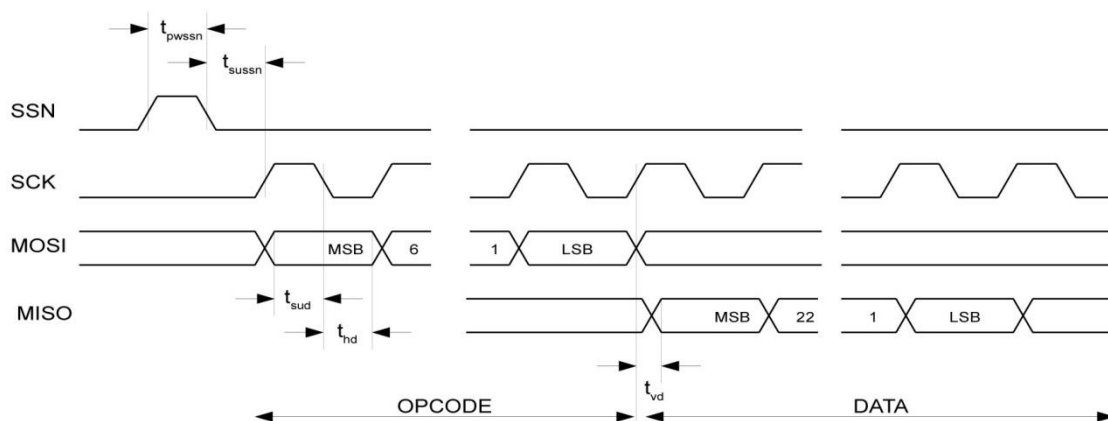 tpwssn
tsussn
SSN
SCK
MOSI MSB 6 1 LSB
tsud
MISO MSB 22 1 LSB
thd
tvd
OPCODE DATA